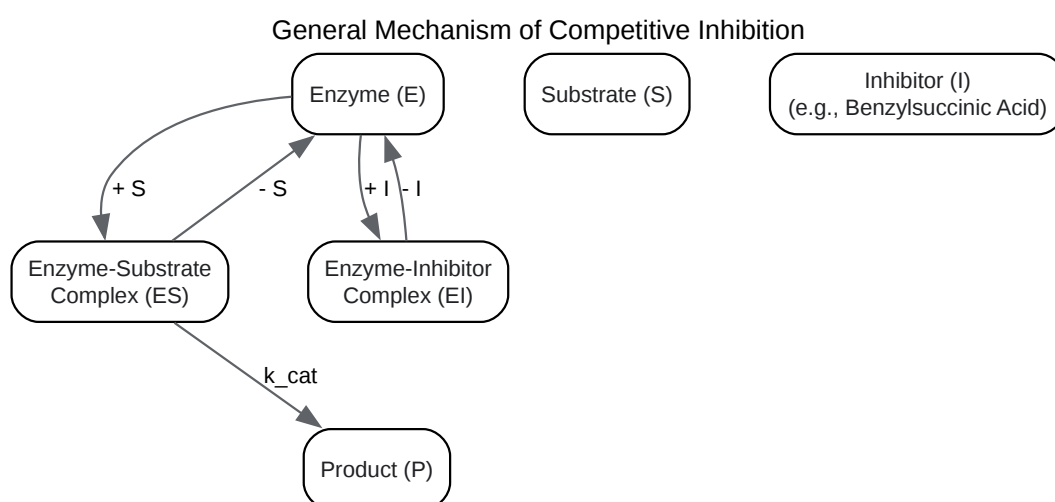 General Mechanism of Competitive Inhibition
Enzyme (E)
Substrate (S)
Inhibitor (I)
(e.g., Benzylsuccinic Acid)
+ S
- S
+ I
- I
Enzyme-Substrate
Complex (ES)
Enzyme-Inhibitor
Complex (EI)
k_cat
Product (P)